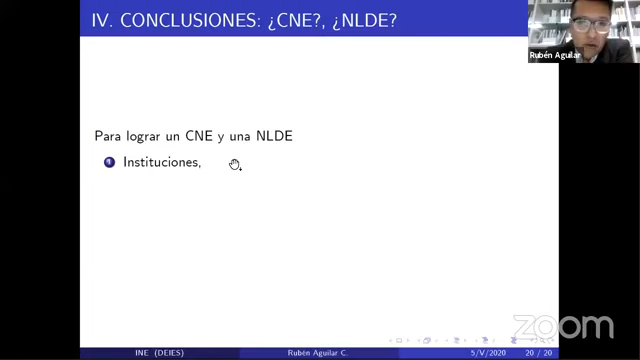 IV. CONCLUSIONES: ¿CNE?, ¿NLDE?
Rubén Aguilar
Para lograr un CNE y una NLDE
1 Instituciones,
zoom
INE (DEIES) Rubén Aguilar C. 5/V/2020 20 / 20